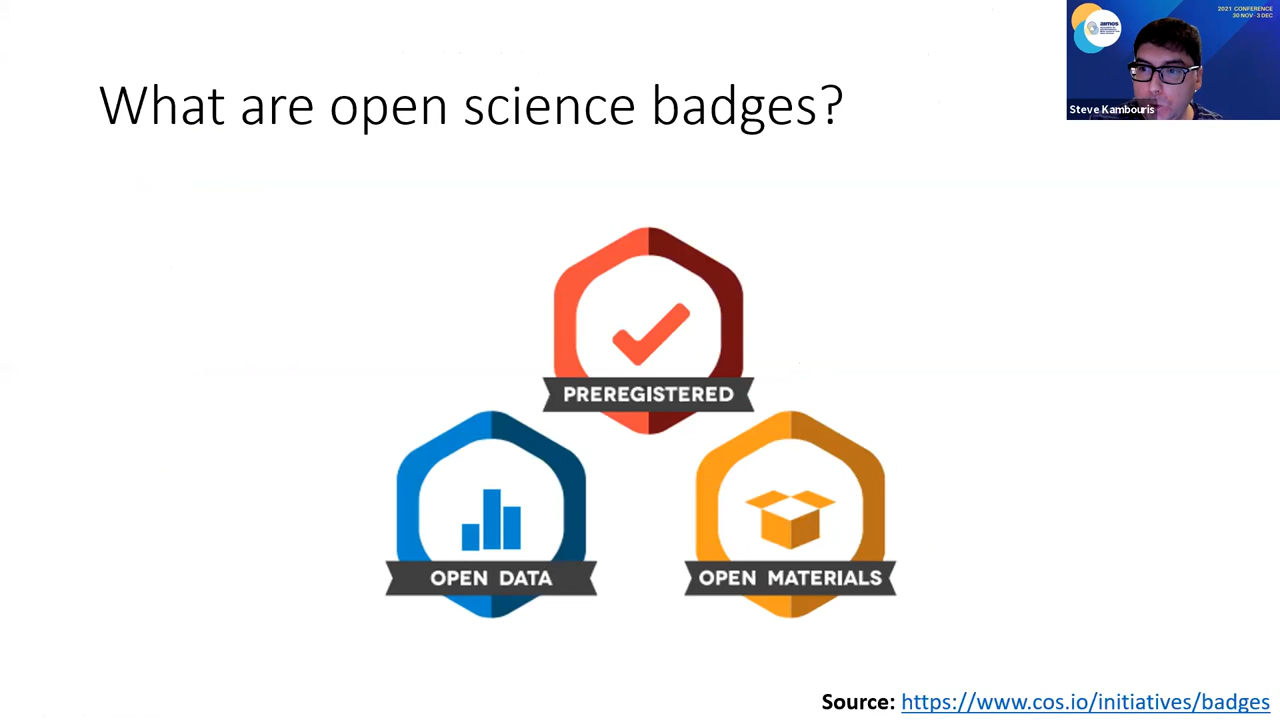 What are open science badges?
2021 CONFERENCE
30 NOV - 3 DEC
aimos
Steve Kambouris
PREREGISTERED
OPEN DATA
OPEN MATERIALS
Source: https://www.cos.io/initiatives/badges